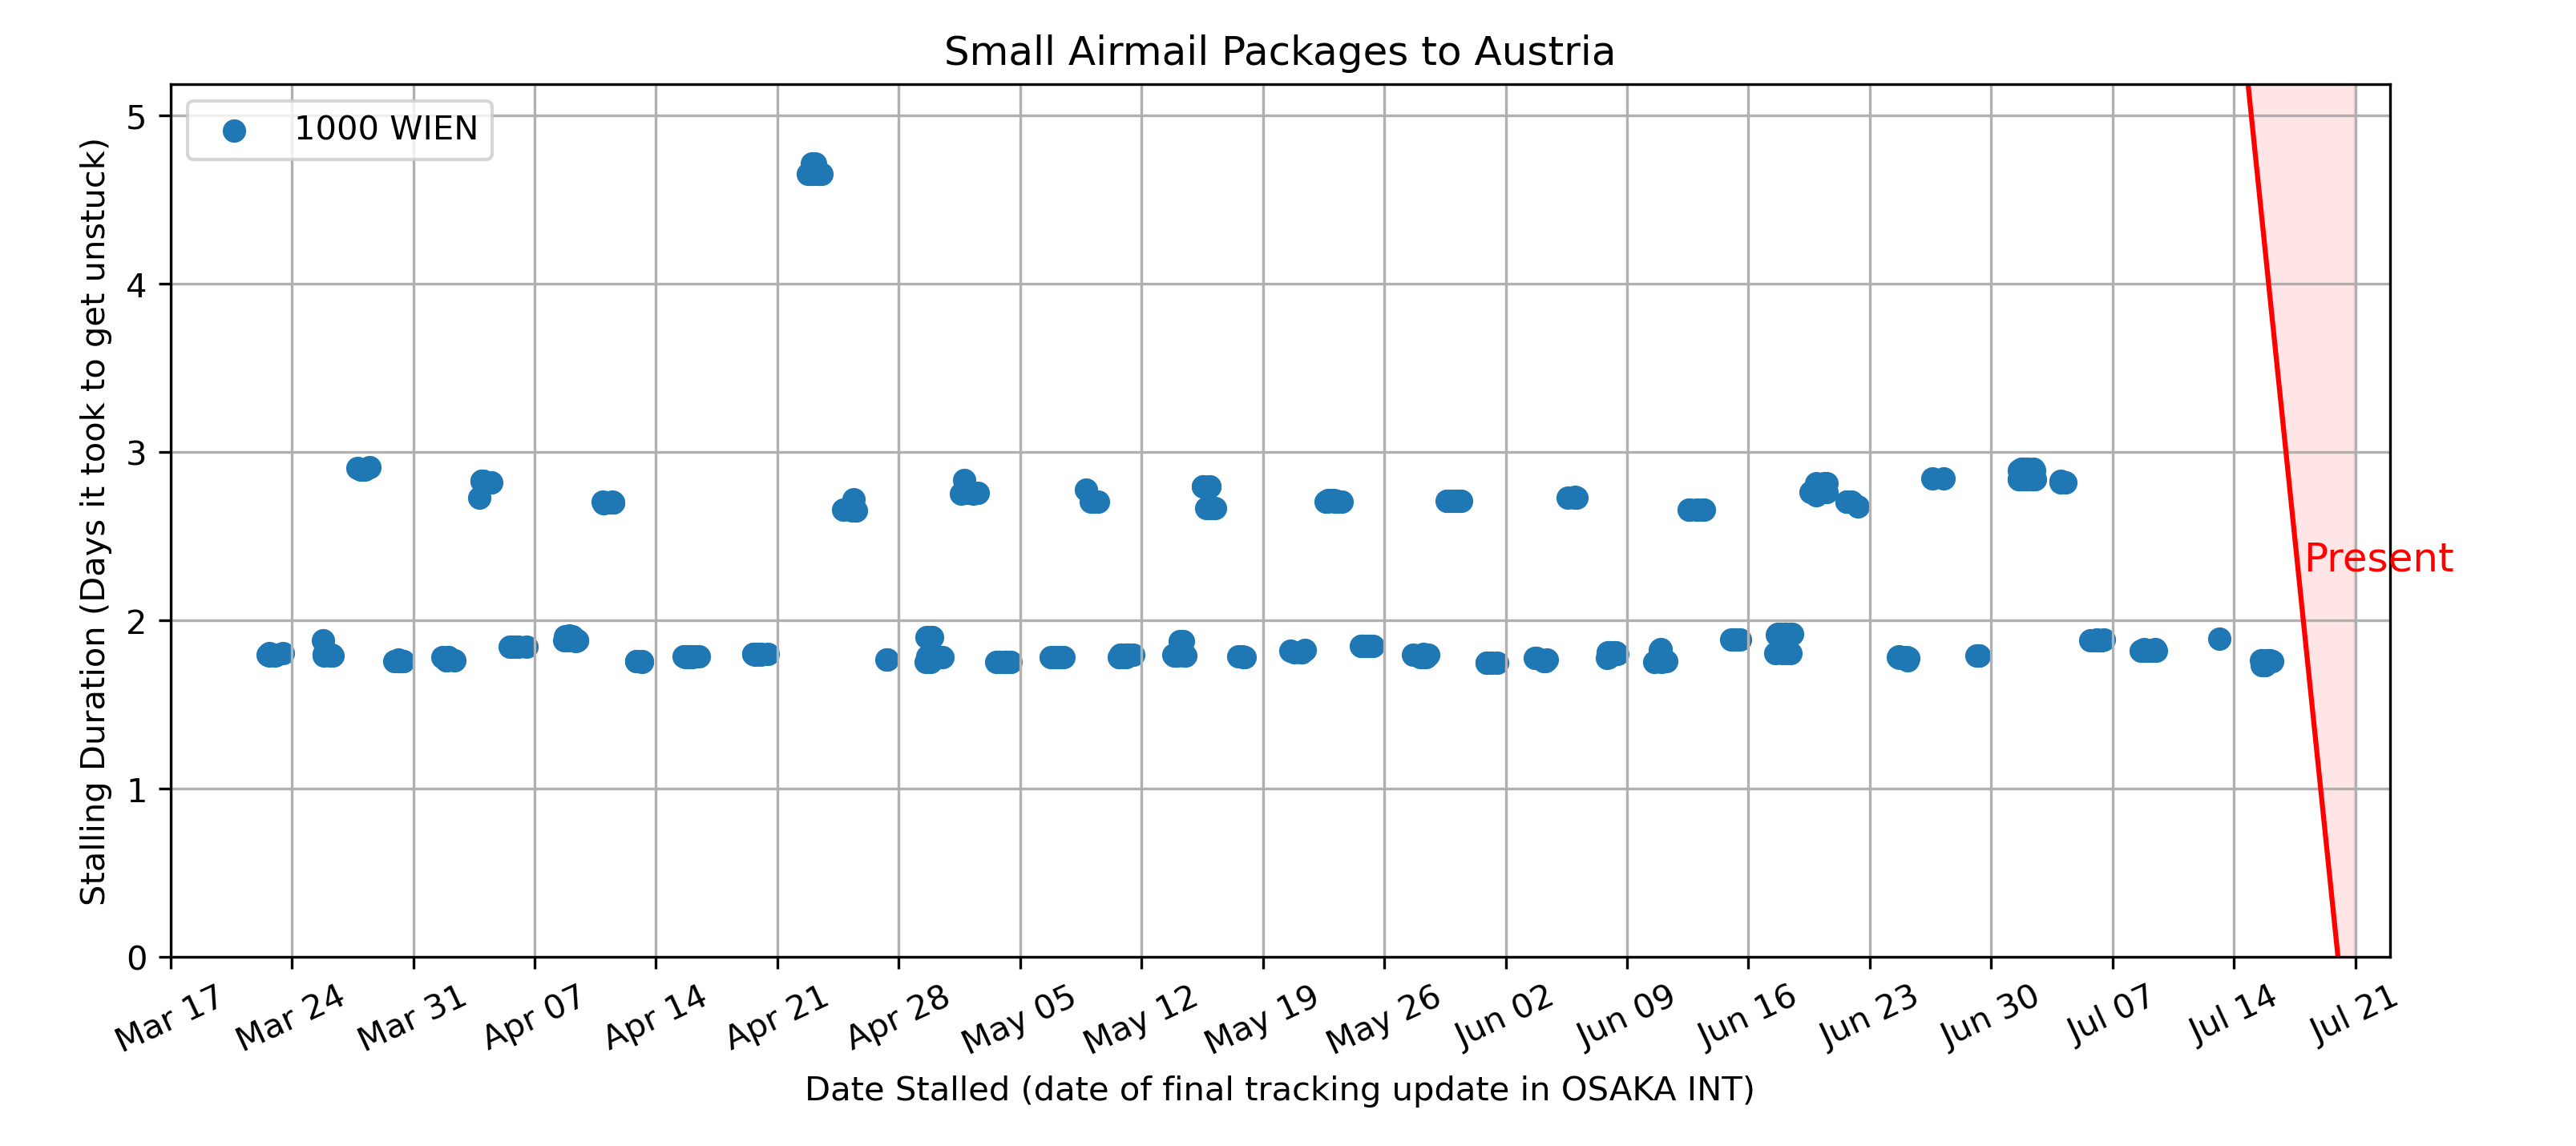 Small Airmail Packages to Austria
1000 WIEN
Stalling Duration (Days it took to get unstuck)
5
4
3
2
1
0
Present
Mar 17
Mar 24
Mar 31
Apr 07
Apr 14
Apr 21
Apr 28
May 05
May 12
May 19
May 26
Jun 02
Jun 09
Jun 16
Jun 23
Jun 30
Jul 07
Jul 14
Jul 21
Date Stalled (date of final tracking update in OSAKA INT)